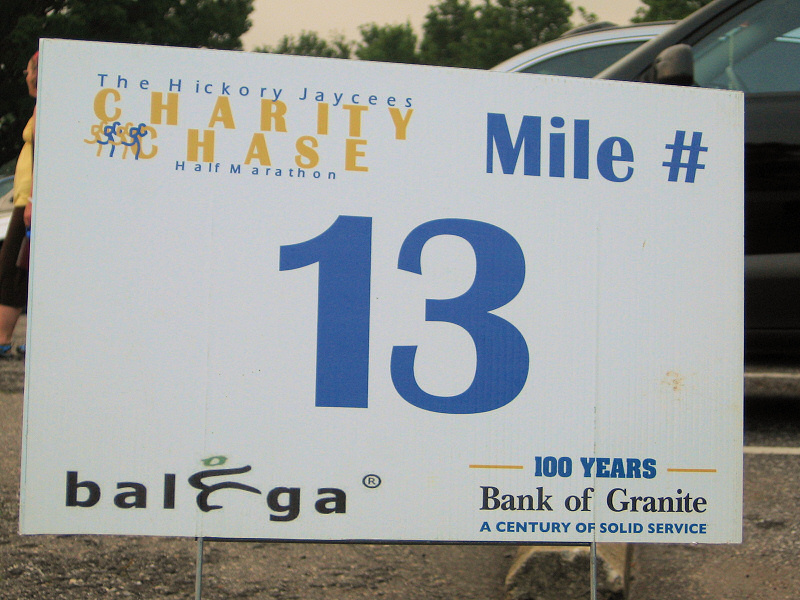 The Hickory Jaycees
CHARITY
CHASE
Half Marathon
Mile #
13
balega®
100 YEARS
Bank of Granite
A CENTURY OF SOLID SERVICE